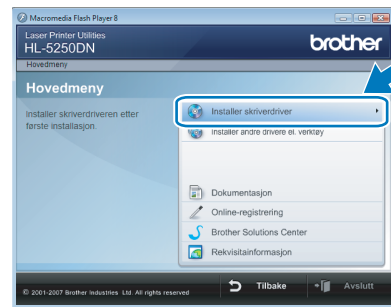 Macromedia Flash Player 8
Laser Printer Utilities
HL-5250DN
brother
Hovedmeny
Hovedmeny
Installer skriverdriveren etter
første installasjon.
Installer skriverdriver
Installer andre drivere el. verktøy
Dokumentasjon
Online-registrering
Brother Solutions Center
Rekvisitainformasjon
© 2001-2007 Brother Industries Ltd. All rights reserved
Tilbake
Avslutt